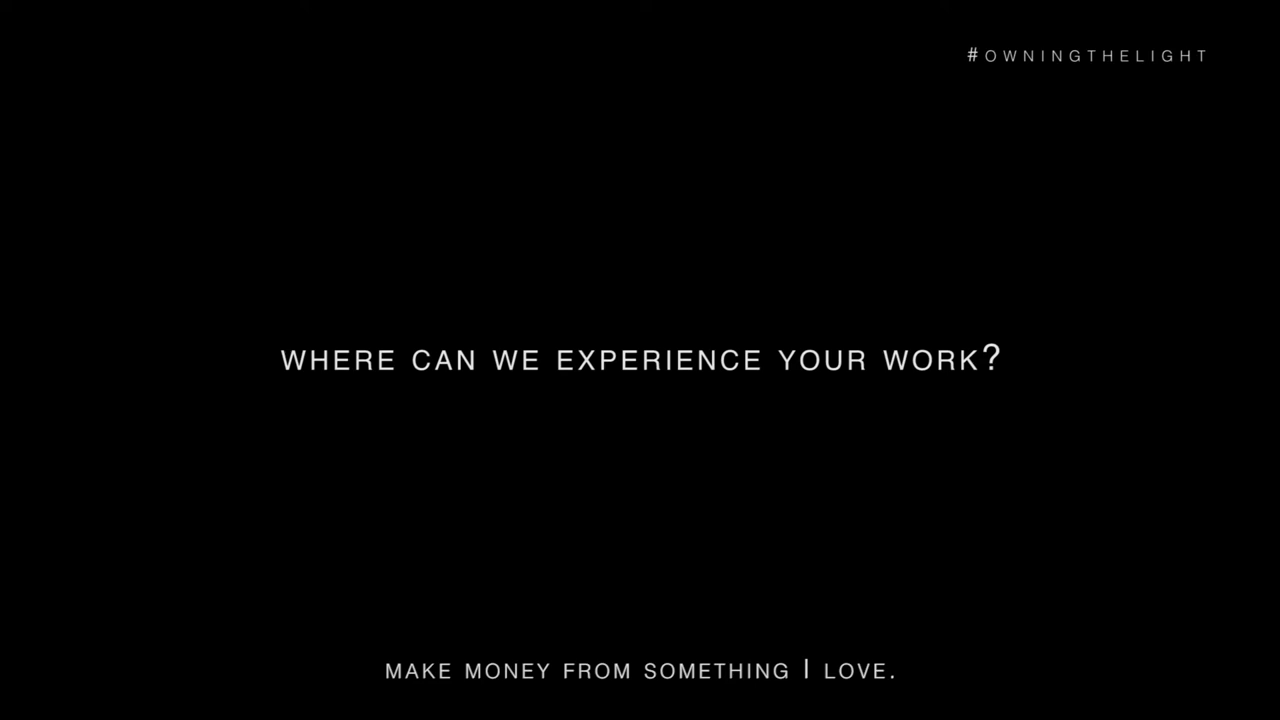 #OWNINGTHELIGHT
WHERE CAN WE EXPERIENCE YOUR WORK?
MAKE MONEY FROM SOMETHING I LOVE.